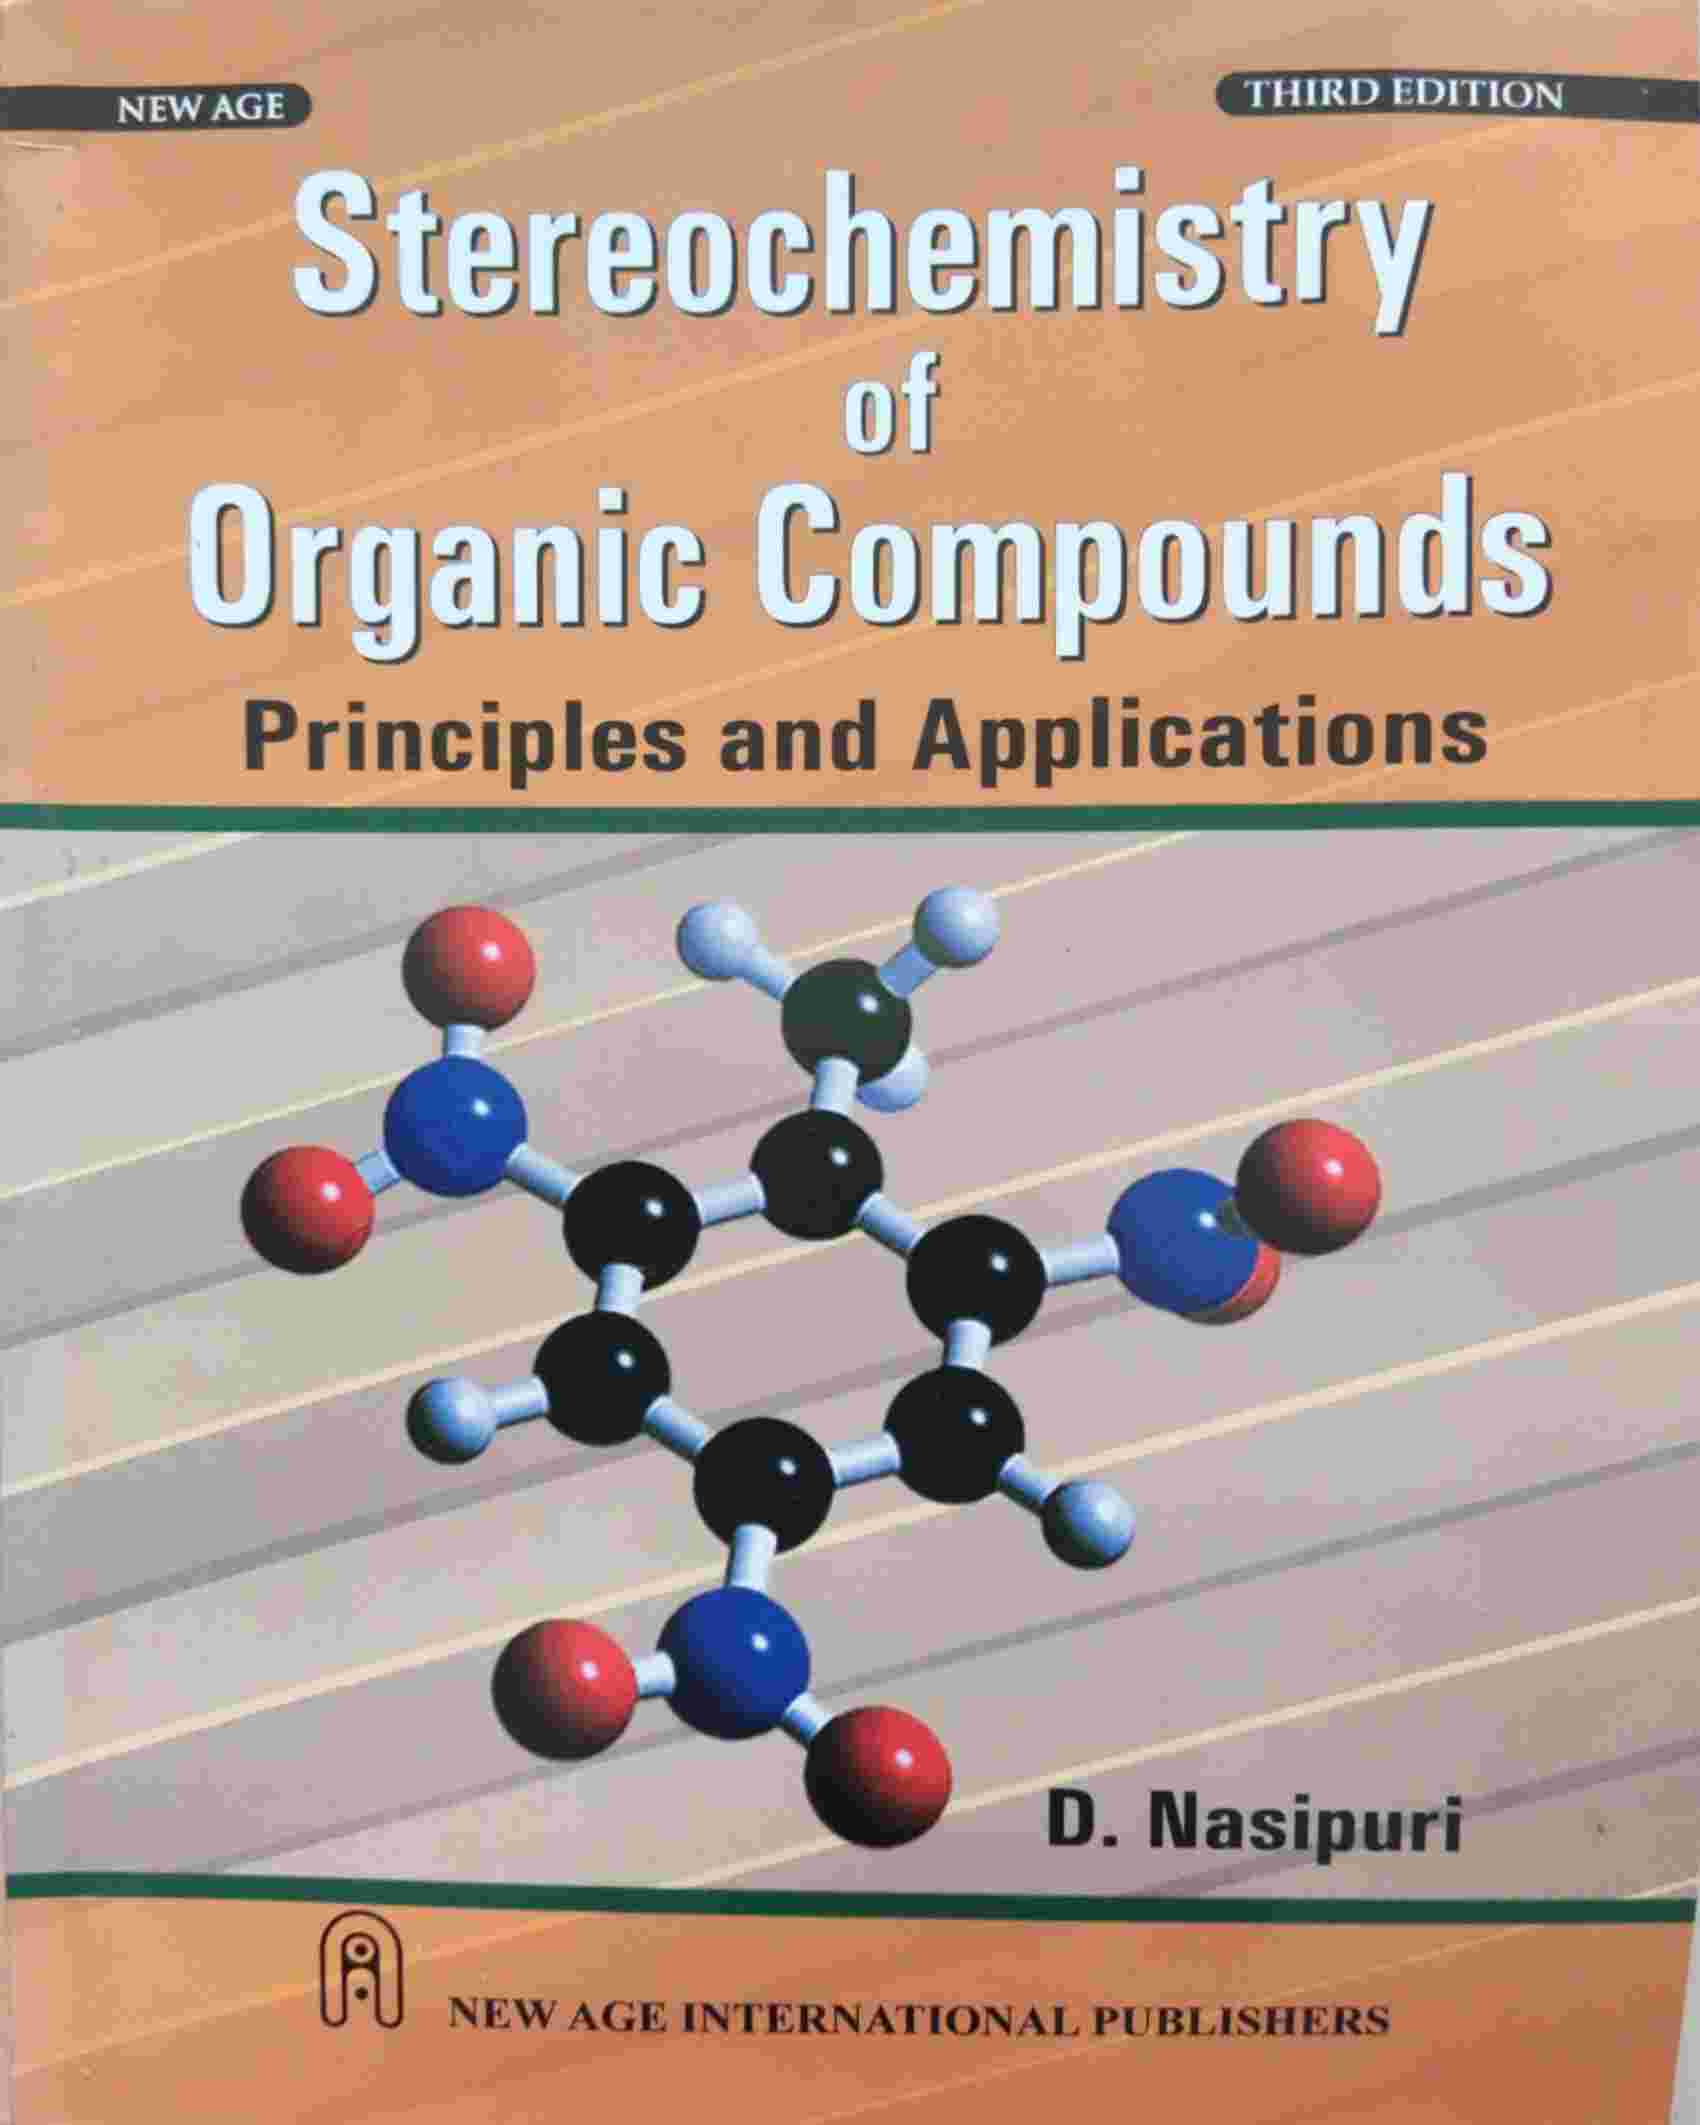 NEW AGE
THIRD EDITION
Stereochemistry
of
Organic Compounds
Principles and Applications
D. Nasipuri
NEW AGE INTERNATIONAL PUBLISHERS